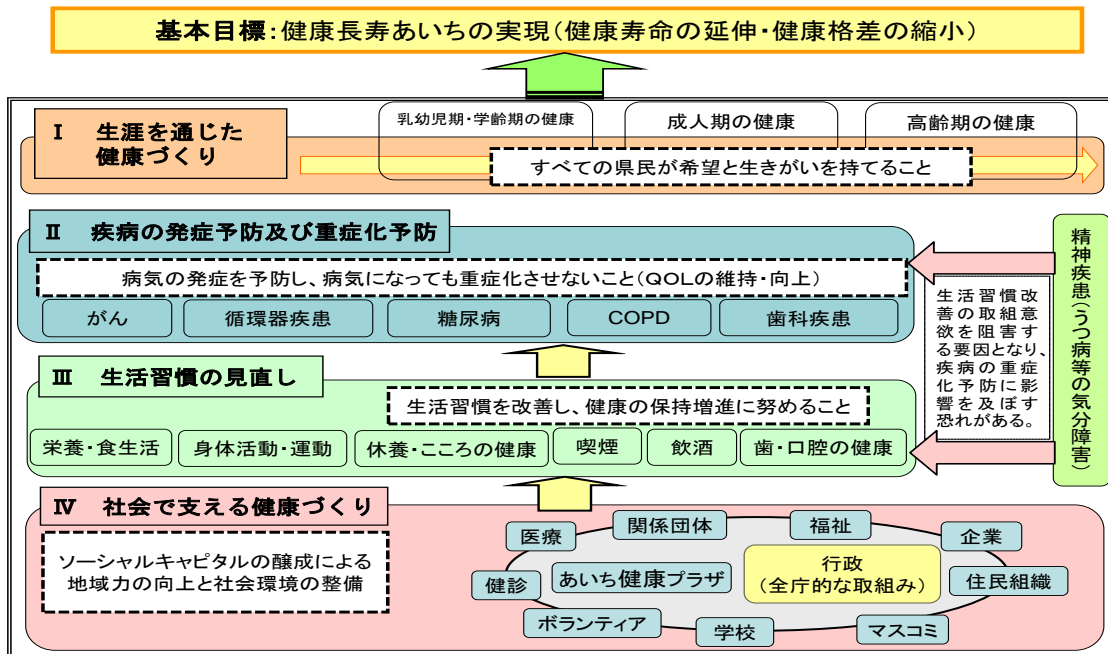 基本目標:健康長寿あいちの実現(健康寿命の延伸・健康格差の縮小)
Ⅰ 生涯を通じた
健康づくり
乳幼児期・学齢期の健康
成人期の健康
高齢期の健康
すべての県民が希望と生きがいを持てること
Ⅱ 疾病の発症予防及び重症化予防
病気の発症を予防し、病気になっても重症化させないこと(QOLの維持・向上)
がん
循環器疾患
糖尿病
COPD
歯科疾患
精神疾患(うつ病等の気分障害)
生活習慣改
善の取組意
欲を阻害す
る要因となり、
疾病の重症
化予防に影
響を及ぼす
恐れがある。
Ⅲ 生活習慣の見直し
生活習慣を改善し、健康の保持増進に努めること
栄養・食生活
身体活動・運動
休養・こころの健康
喫煙
飲酒
歯・口腔の健康
Ⅳ 社会で支える健康づくり
ソーシャルキャピタルの醸成による
地域力の向上と社会環境の整備
医療
関係団体
福祉
企業
健診
あいち健康プラザ
行政
(全庁的な取組み)
住民組織
ボランティア
学校
マスコミ